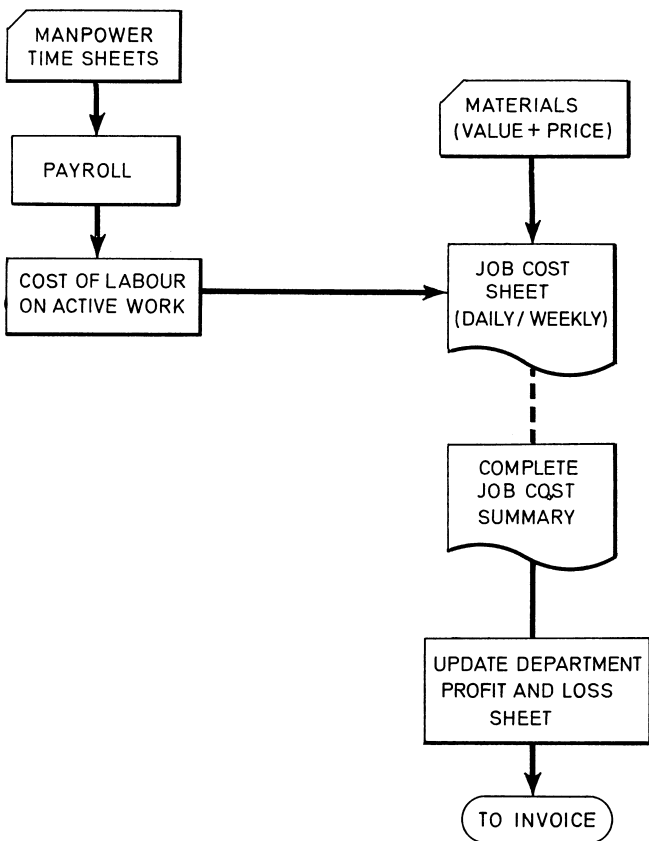 MANPOWER
TIME SHEETS
PAYROLL
COST OF LABOUR
ON ACTIVE WORK
MATERIALS
(VALUE + PRICE)
JOB COST
SHEET
(DAILY / WEEKLY)
COMPLETE
JOB COST
SUMMARY
UPDATE DEPARTMENT
PROFIT AND LOSS
SHEET
TO INVOICE